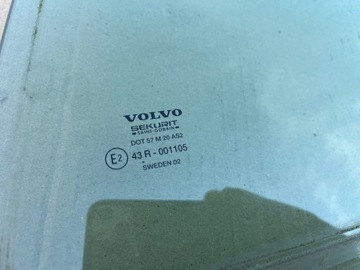 VOLVO
SEKURIT
SAINT-GOBAIN
DOT 57 M 20 AS2
E2 43 R - 001105
SWEDEN 02